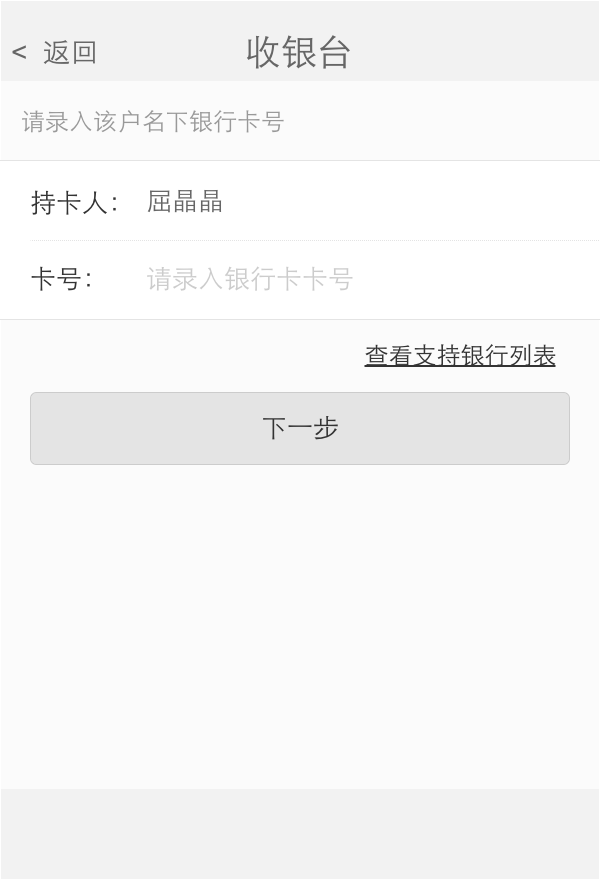 < 返回 收银台
请录入该户名下银行卡号
持卡人： 屈晶晶
卡号： 请录入银行卡卡号
查看支持银行列表
下一步